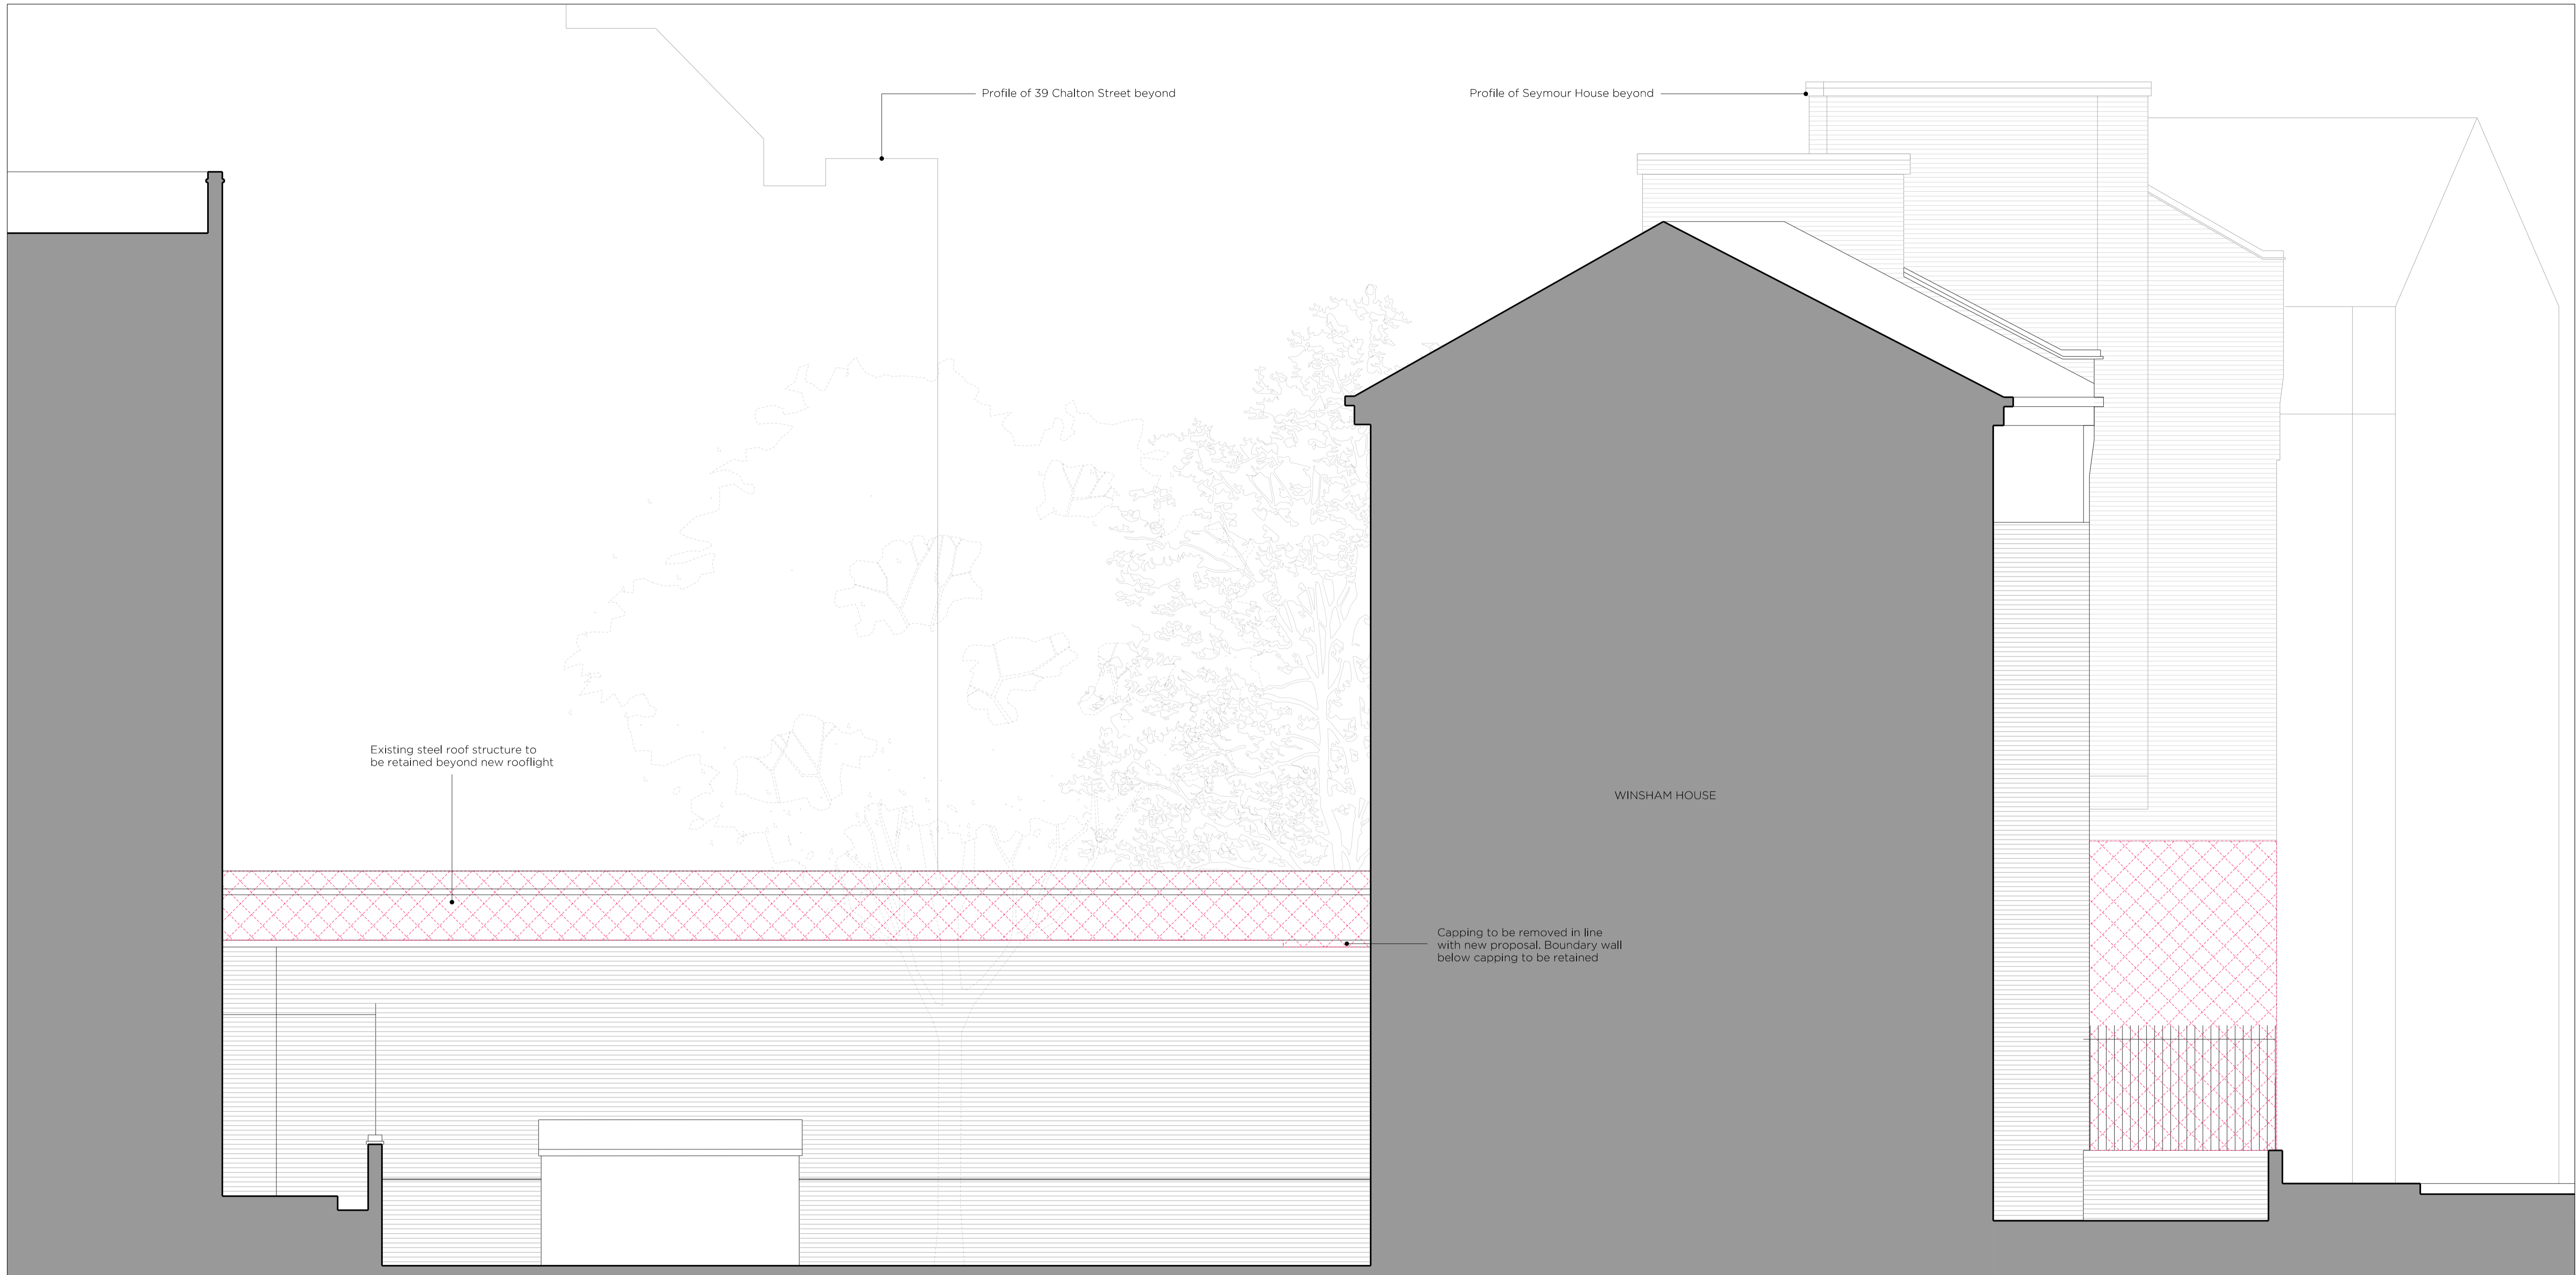 Profile of 39 Chalton Street beyond
Profile of Seymour House beyond
Existing steel roof structure to
be retained beyond new rooflight
WINSHAM HOUSE
Capping to be removed in line
with new proposal. Boundary wall
below capping to be retained